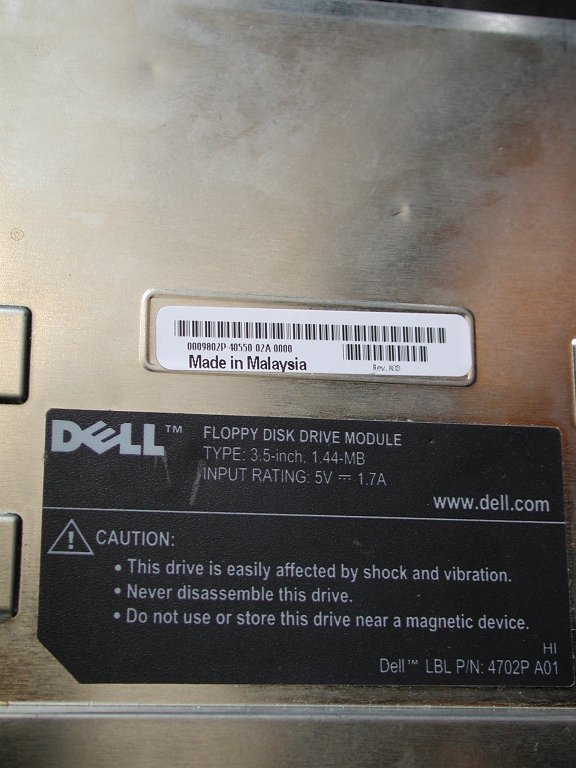 0009802P 40550 02A 0000
Made in Malaysia
Rev. A03
DELL™
FLOPPY DISK DRIVE MODULE
TYPE: 3.5-inch, 1.44-MB
INPUT RATING: 5V ⎓ 1.7A
www.dell.com
! CAUTION:
• This drive is easily affected by shock and vibration.
• Never disassemble this drive.
• Do not use or store this drive near a magnetic device.
HI
Dell™ LBL P/N: 4702P A01